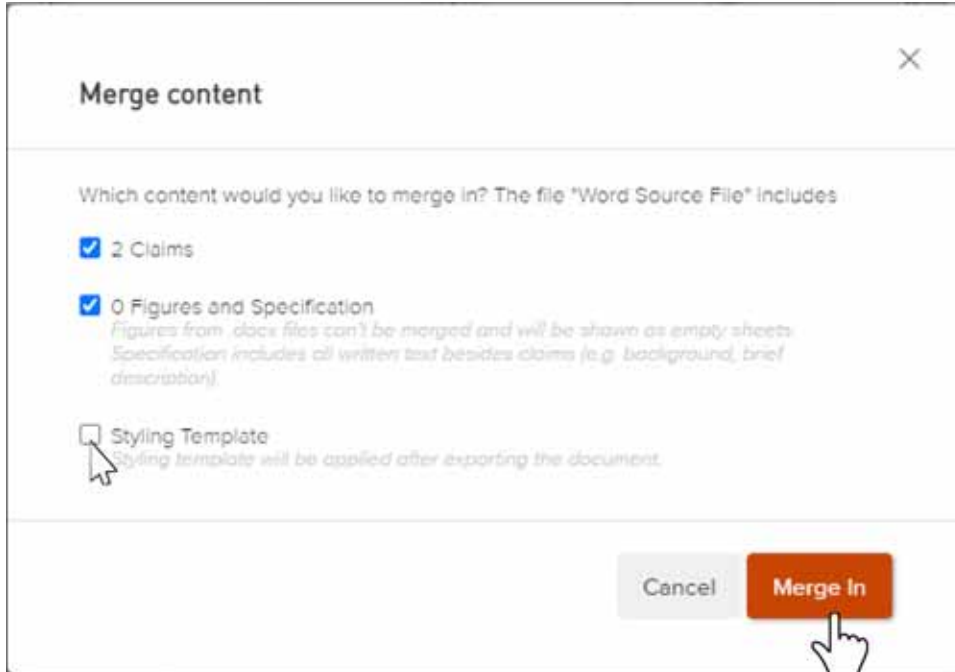 Merge content
Which content would you like to merge in? The file "Word Source File" includes
2 Claims
0 Figures and Specification
Figures from .docx files can't be merged and will be shown as empty sheets.
Specification includes all written text besides claims (e.g. background, brief
description).
Styling Template
Styling template will be applied after exporting the document.
Cancel
Merge In